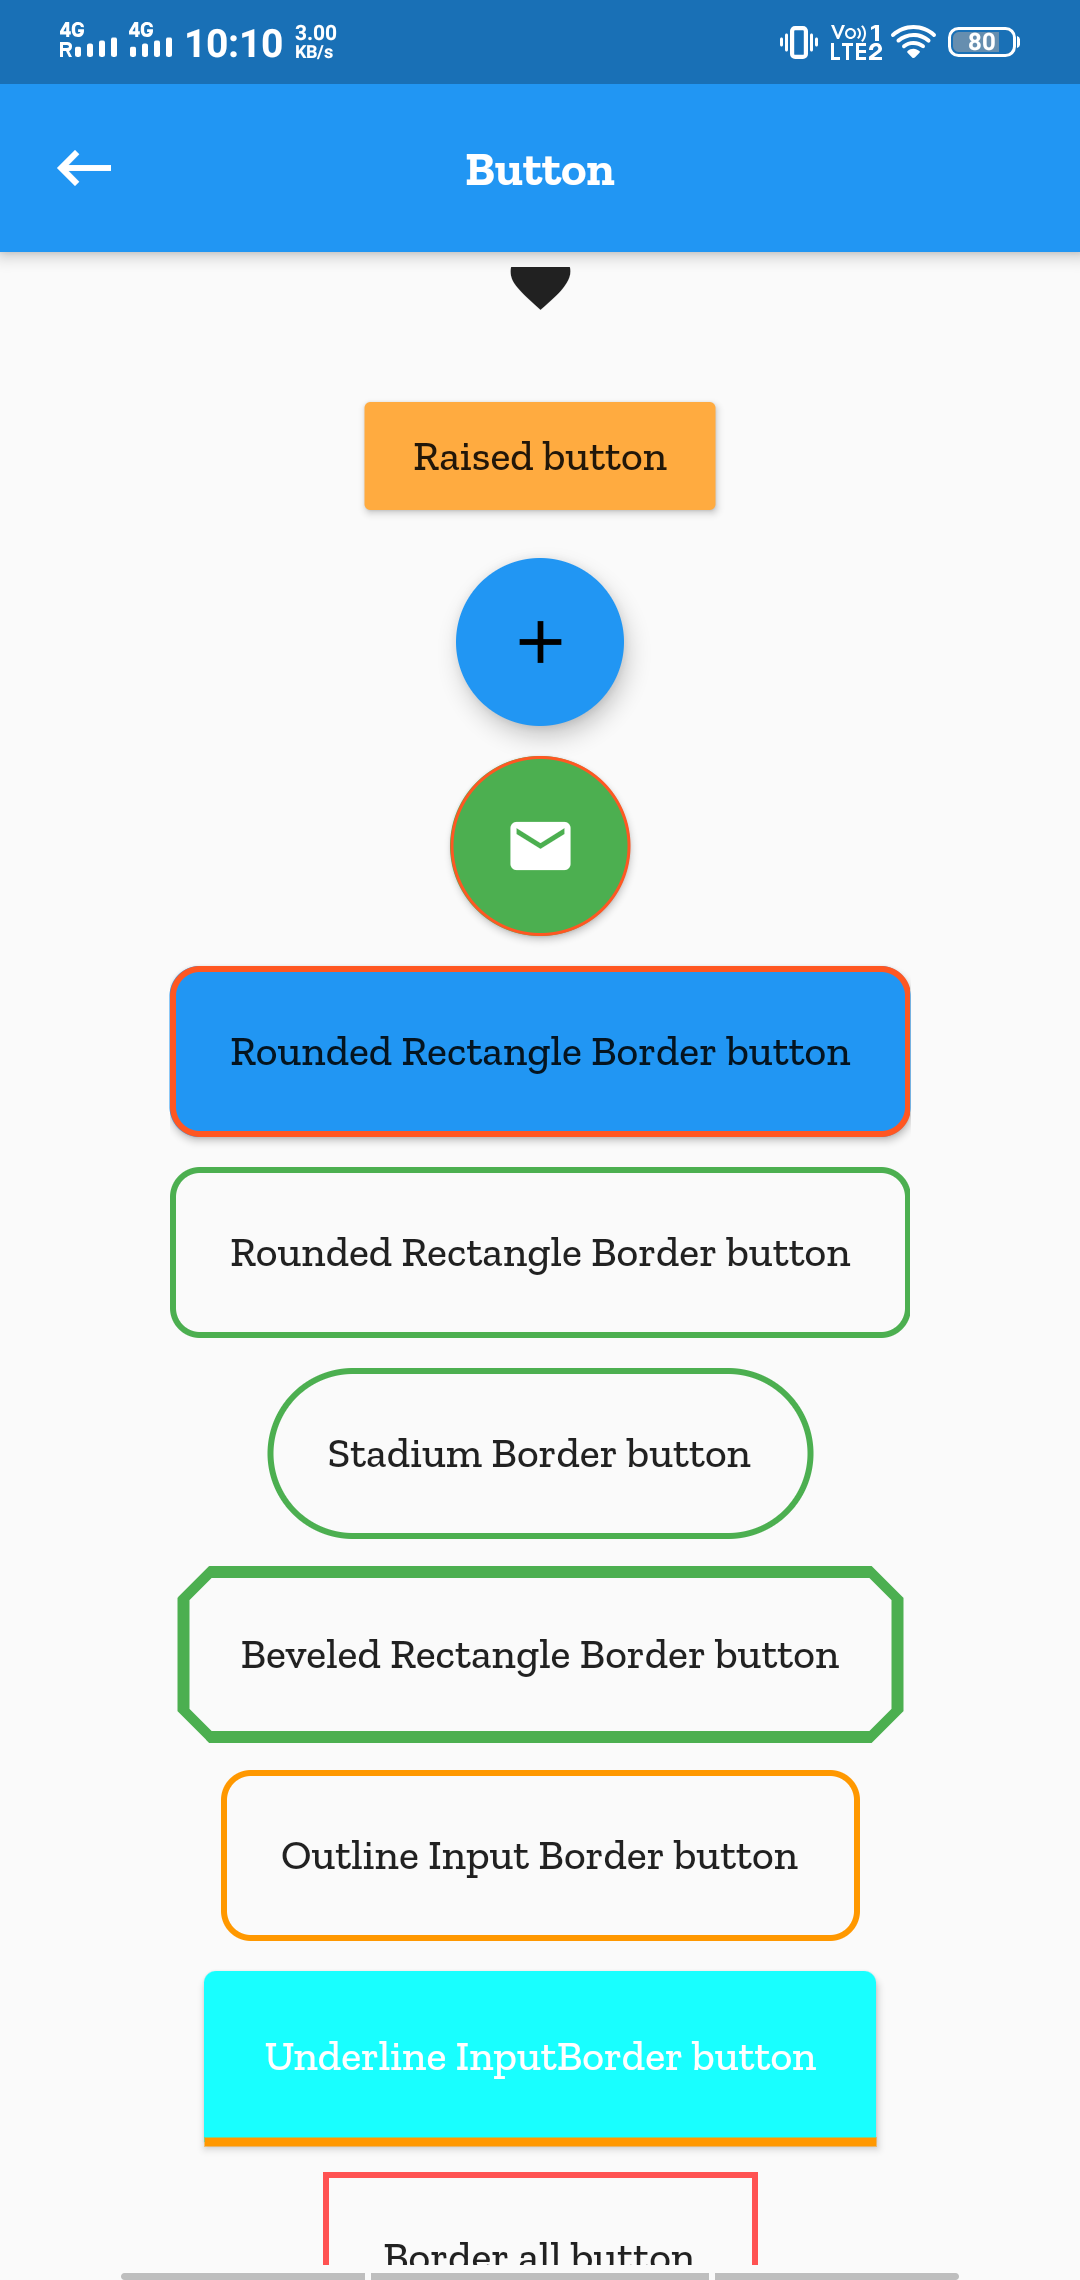 4G 4G 10:10 3.00 Vo)) 1
R KB/s LTE2 80
Button
Raised button
Rounded Rectangle Border button
Rounded Rectangle Border button
Stadium Border button
Beveled Rectangle Border button
Outline Input Border button
Underline InputBorder button
Border all button